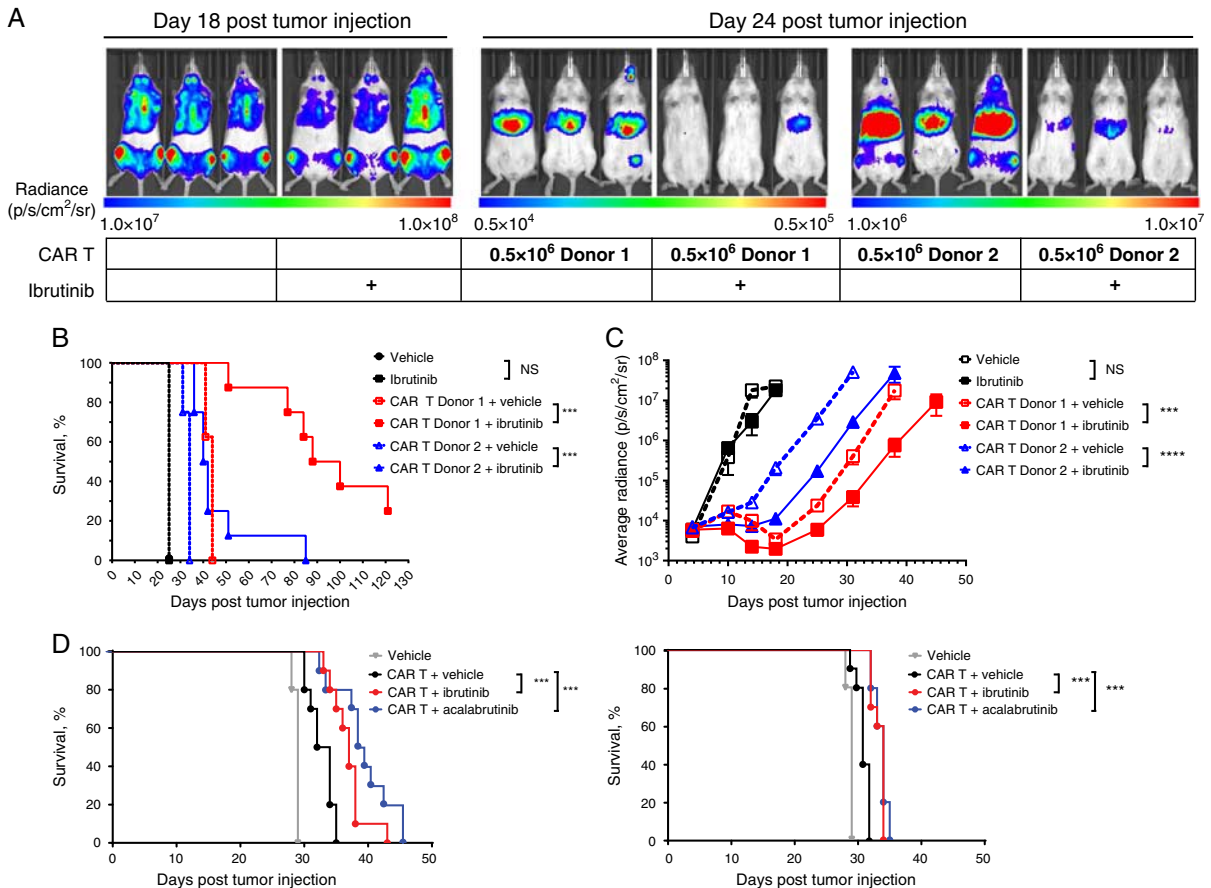 A
Day 18 post tumor injection
Day 24 post tumor injection
Radiance
(p/s/cm²/sr)
1.0×10⁷ 1.0×10⁸ 0.5×10⁴ 0.5×10⁵ 1.0×10⁶ 1.0×10⁷
CAR T 0.5×10⁶ Donor 1 0.5×10⁶ Donor 1 0.5×10⁶ Donor 2 0.5×10⁶ Donor 2
Ibrutinib + + +
B
Survival, %
100
80
60
40
20
0
0 10 20 30 40 50 60 70 80 90 100 110 120 130
Days post tumor injection
Vehicle
Ibrutinib
NS
CAR T Donor 1 + vehicle
CAR T Donor 1 + ibrutinib
***
CAR T Donor 2 + vehicle
CAR T Donor 2 + ibrutinib
***
C
Average radiance (p/s/cm²/sr)
10⁸
10⁷
10⁶
10⁵
10⁴
10³
0 10 20 30 40 50
Days post tumor injection
Vehicle
Ibrutinib
NS
CAR T Donor 1 + vehicle
CAR T Donor 1 + ibrutinib
***
CAR T Donor 2 + vehicle
CAR T Donor 2 + ibrutinib
****
D
Survival, %
100
80
60
40
20
0
0 10 20 30 40 50
Days post tumor injection
Vehicle
CAR T + vehicle
CAR T + ibrutinib
CAR T + acalabrutinib
*** ***
Survival, %
100
80
60
40
20
0
0 10 20 30 40 50
Days post tumor injection
Vehicle
CAR T + vehicle
CAR T + ibrutinib
CAR T + acalabrutinib
*** ***